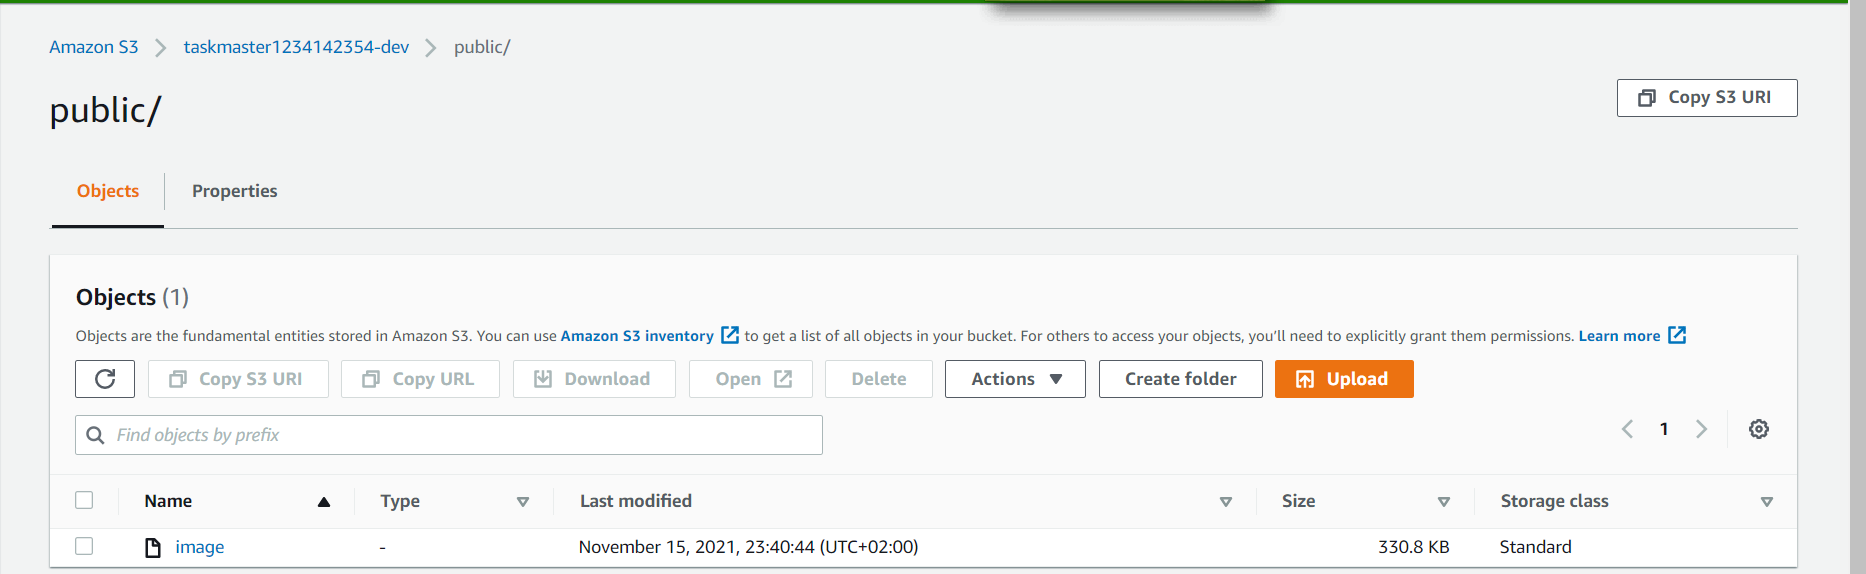 Amazon S3 > taskmaster1234142354-dev > public/
public/
Copy S3 URI
Objects Properties
Objects (1)
Objects are the fundamental entities stored in Amazon S3. You can use Amazon S3 inventory to get a list of all objects in your bucket. For others to access your objects, you'll need to explicitly grant them permissions. Learn more
Copy S3 URI Copy URL Download Open Delete Actions Create folder Upload
Find objects by prefix
1
Name Type Last modified Size Storage class
image - November 15, 2021, 23:40:44 (UTC+02:00) 330.8 KB Standard